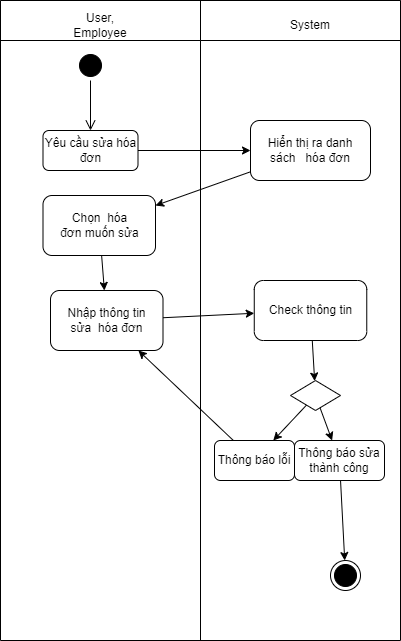 User,
Employee
System
Yêu cầu sửa hóa
đơn
Hiển thị ra danh
sách hóa đơn
Chọn hóa
đơn muốn sửa
Nhập thông tin
sửa hóa đơn
Check thông tin
Thông báo lỗi
Thông báo sửa
thành công